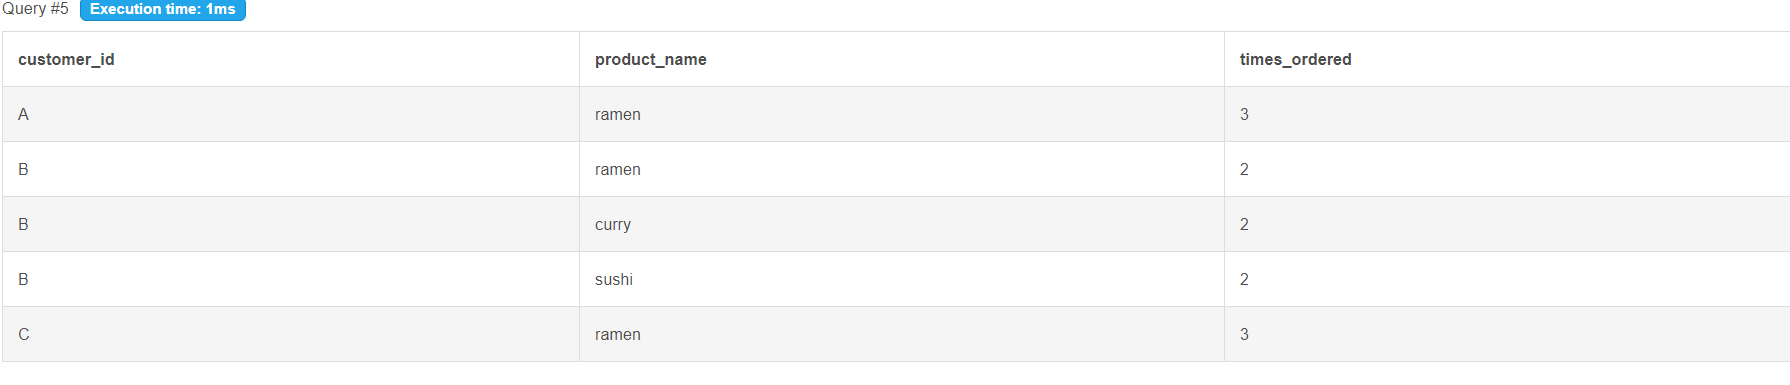 Query #5 Execution time: 1ms
customer_id product_name times_ordered
A ramen 3
B ramen 2
B curry 2
B sushi 2
C ramen 3